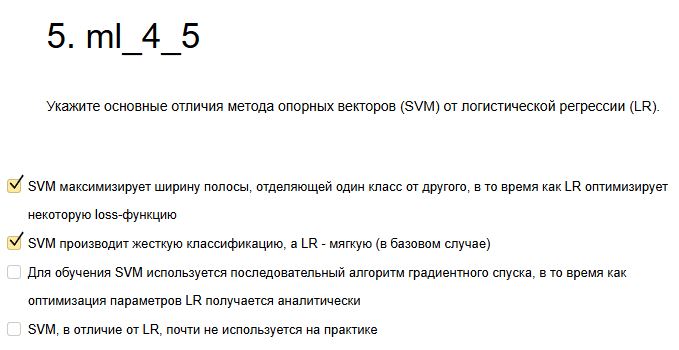 5. ml_4_5
Укажите основные отличия метода опорных векторов (SVM) от логистической регрессии (LR).
SVM максимизирует ширину полосы, отделяющей один класс от другого, в то время как LR оптимизирует
некоторую loss-функцию
SVM производит жесткую классификацию, а LR - мягкую (в базовом случае)
Для обучения SVM используется последовательный алгоритм градиентного спуска, в то время как
оптимизация параметров LR получается аналитически
SVM, в отличие от LR, почти не используется на практике